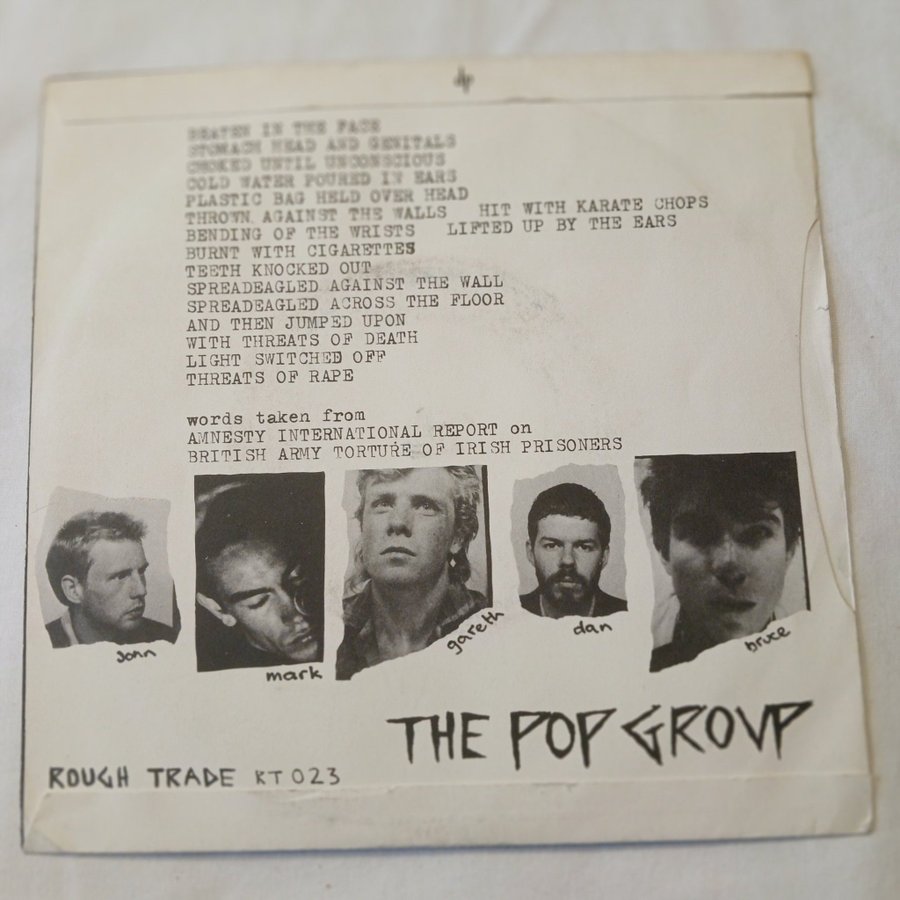 dp
BEATEN IN THE FACE
STOMACH HEAD AND GENITALS
CHOKED UNTIL UNCONSCIOUS
COLD WATER POURED IN EARS
PLASTIC BAG HELD OVER HEAD
THROWN AGAINST THE WALLS HIT WITH KARATE CHOPS
BENDING OF THE WRISTS LIFTED UP BY THE EARS
BURNT WITH CIGARETTES
TEETH KNOCKED OUT
SPREADEAGLED AGAINST THE WALL
SPREADEAGLED ACROSS THE FLOOR
AND THEN JUMPED UPON
WITH THREATS OF DEATH
LIGHT SWITCHED OFF
THREATS OF RAPE
words taken from
AMNESTY INTERNATIONAL REPORT on
BRITISH ARMY TORTURE OF IRISH PRISONERS
John
mark
gareth
dan
bruce
THE POP GROUP
ROUGH TRADE KT 023